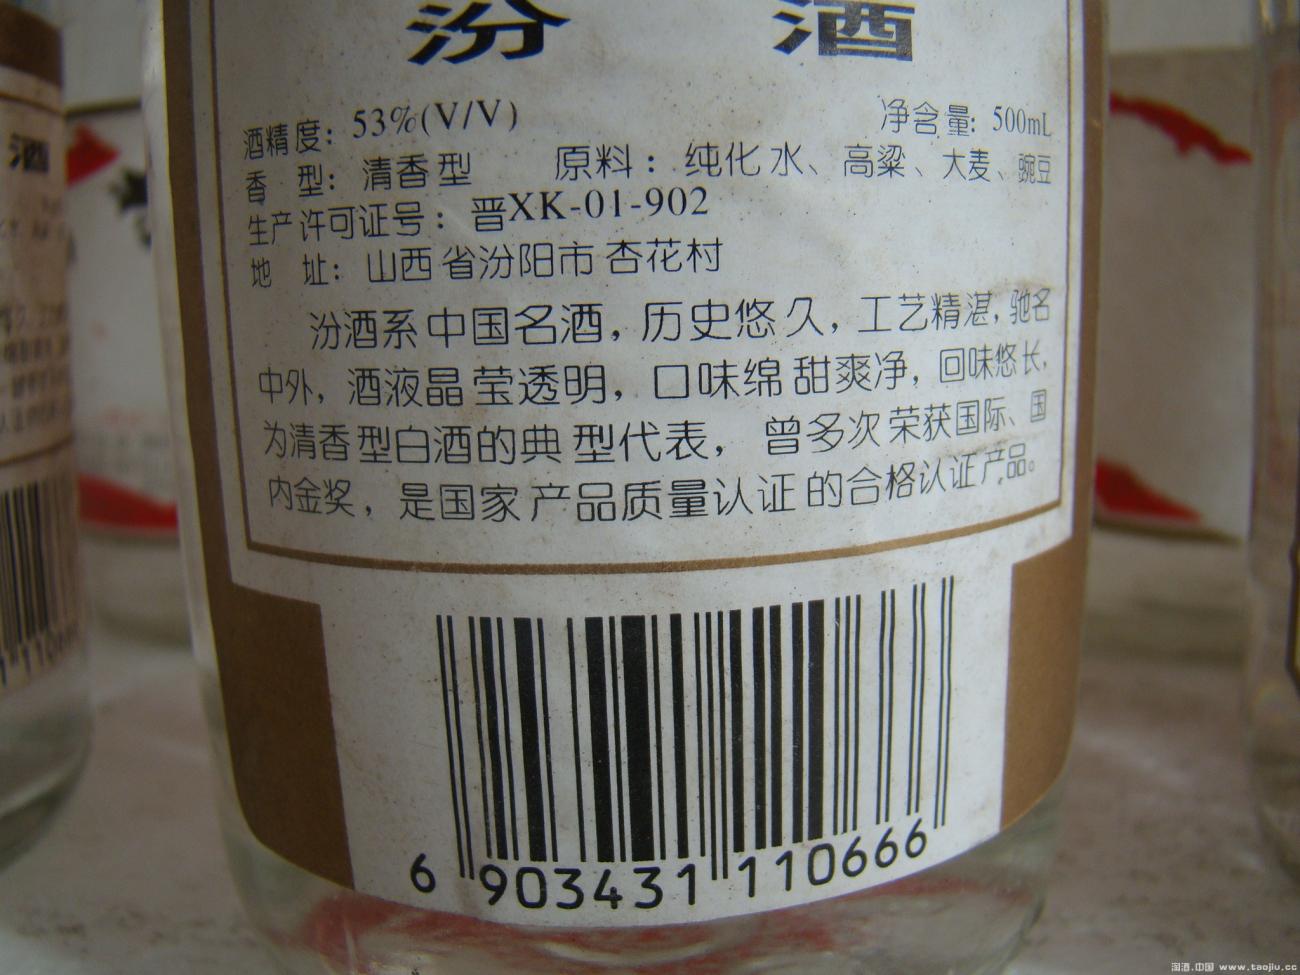 汾酒
酒精度：53%(V/V) 净含量：500mL
香 型：清香型 原料：纯化水、高粱、大麦、豌豆
生产许可证号：晋XK-01-902
地 址：山西省汾阳市杏花村
汾酒系中国名酒，历史悠久，工艺精湛，驰名
中外，酒液晶莹透明，口味绵甜爽净，回味悠长，
为清香型白酒的典型代表，曾多次荣获国际、国
内金奖，是国家产品质量认证的合格认证产品。
6 903431 110666
酒
淘酒.中国 www.taojiu.cc